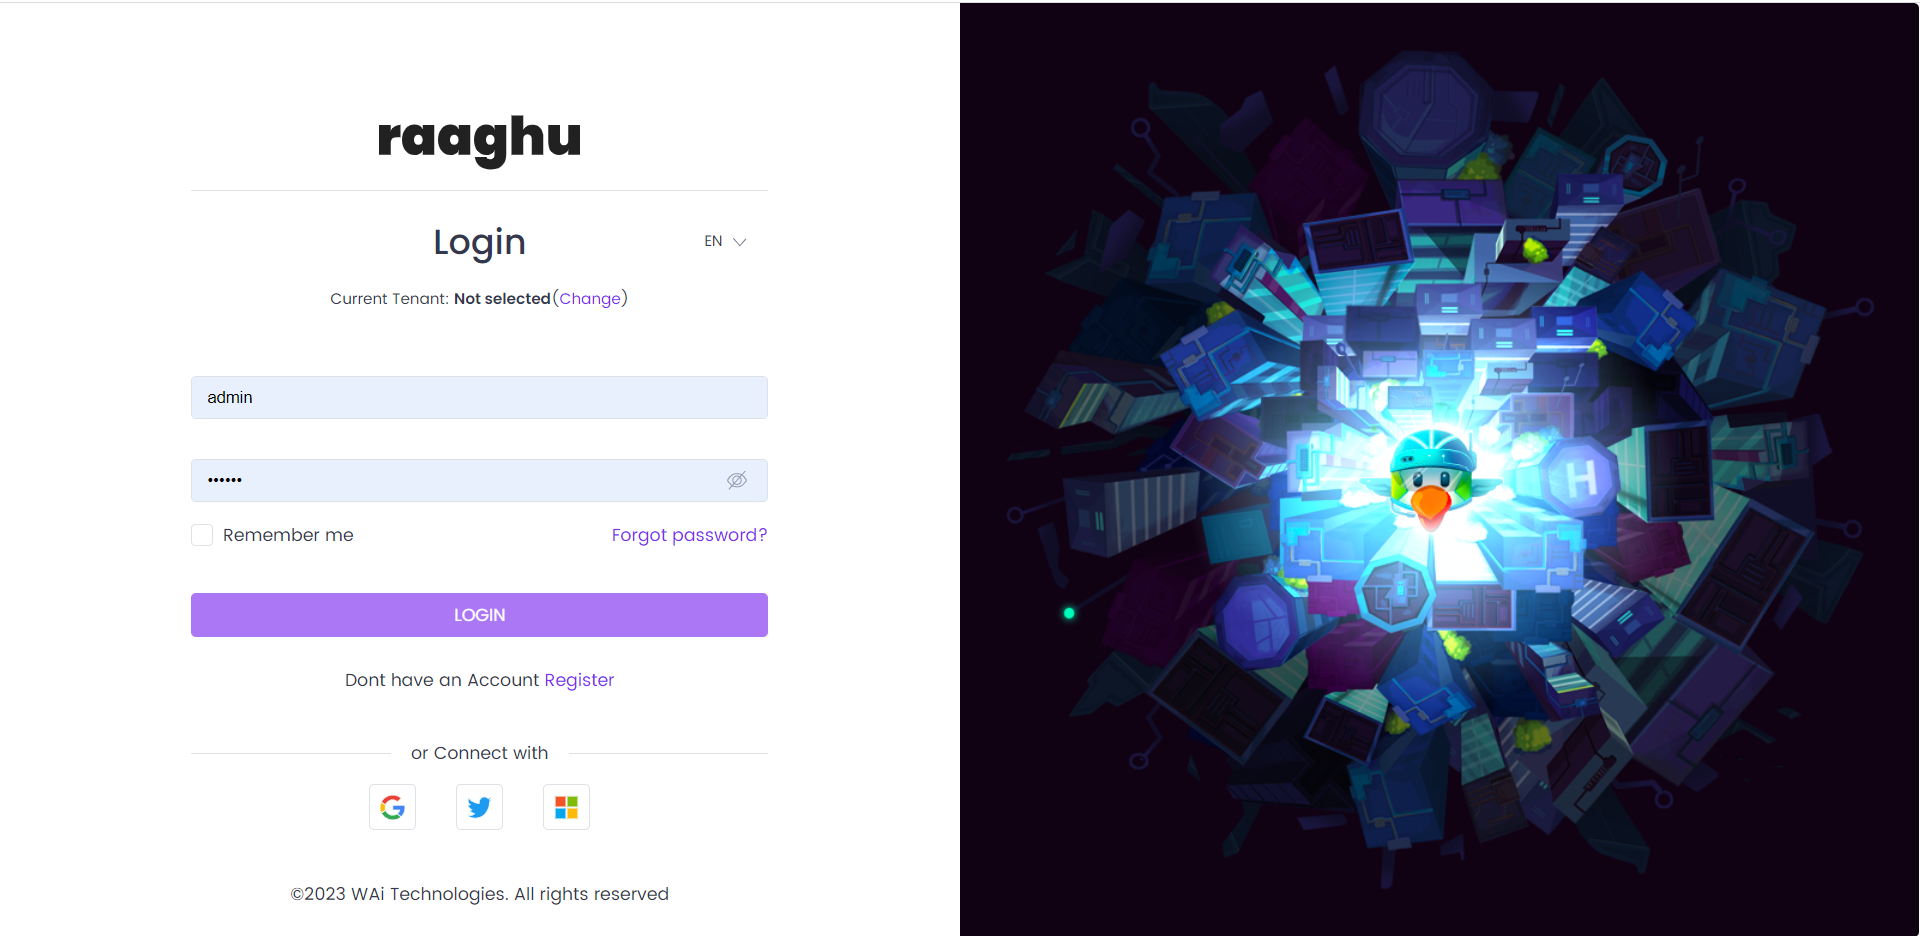 raaghu
Login
EN
Current Tenant: Not selected(Change)
admin
••••••
Remember me
Forgot password?
LOGIN
Dont have an Account Register
or Connect with
©2023 WAi Technologies. All rights reserved
H